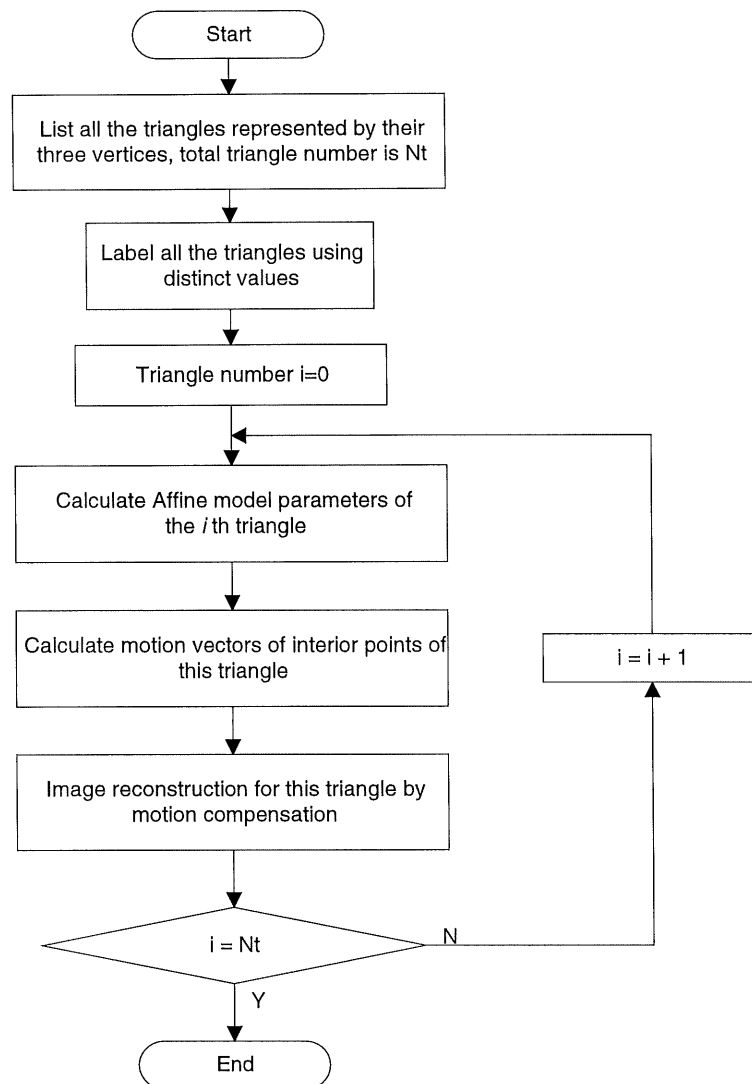 Start
List all the triangles represented by their
three vertices, total triangle number is Nt
Label all the triangles using
distinct values
Triangle number i=0
Calculate Affine model parameters of
the i th triangle
Calculate motion vectors of interior points of
this triangle
i = i + 1
Image reconstruction for this triangle by
motion compensation
i = Nt
N
Y
End